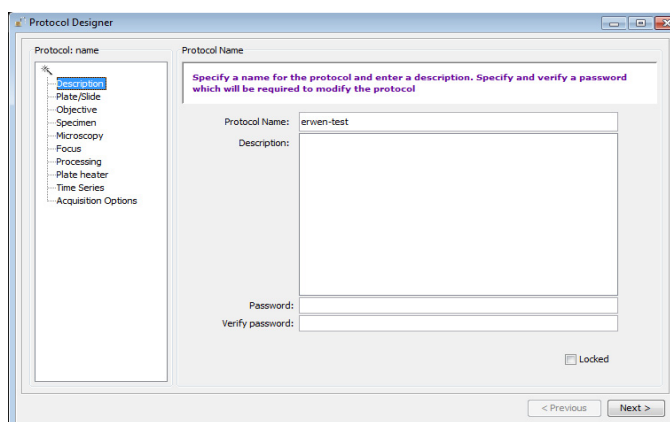 Protocol Designer
Protocol: name
Description
Plate/Slide
Objective
Specimen
Microscopy
Focus
Processing
Plate heater
Time Series
Acquisition Options
Protocol Name
Specify a name for the protocol and enter a description. Specify and verify a password
which will be required to modify the protocol
Protocol Name: erwen-test
Description:
Password:
Verify password:
Locked
< Previous Next >